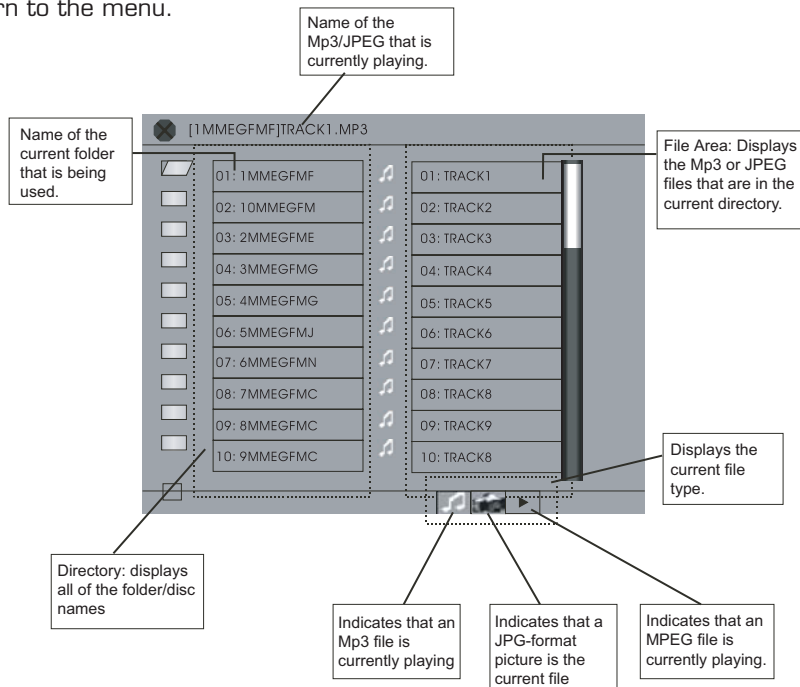 rn to the menu.
Name of the
Mp3/JPEG that is
currently playing.
[1MMEGFMF]TRACK1.MP3
Name of the
current folder
that is being
used.
File Area: Displays
the Mp3 or JPEG
files that are in the
current directory.
01: 1MMEGFMF
02: 10MMEGFM
03: 2MMEGFME
04: 3MMEGFMG
05: 4MMEGFMG
06: 5MMEGFMJ
07: 6MMEGFMN
08: 7MMEGFMC
09: 8MMEGFMC
10: 9MMEGFMC
01: TRACK1
02: TRACK2
03: TRACK3
04: TRACK4
05: TRACK5
06: TRACK6
07: TRACK7
08: TRACK8
09: TRACK9
10: TRACK8
Displays the
current file
type.
Directory: displays
all of the folder/disc
names
Indicates that an
Mp3 file is
currently playing
Indicates that a
JPG-format
picture is the
current file
Indicates that an
MPEG file is
currently playing.